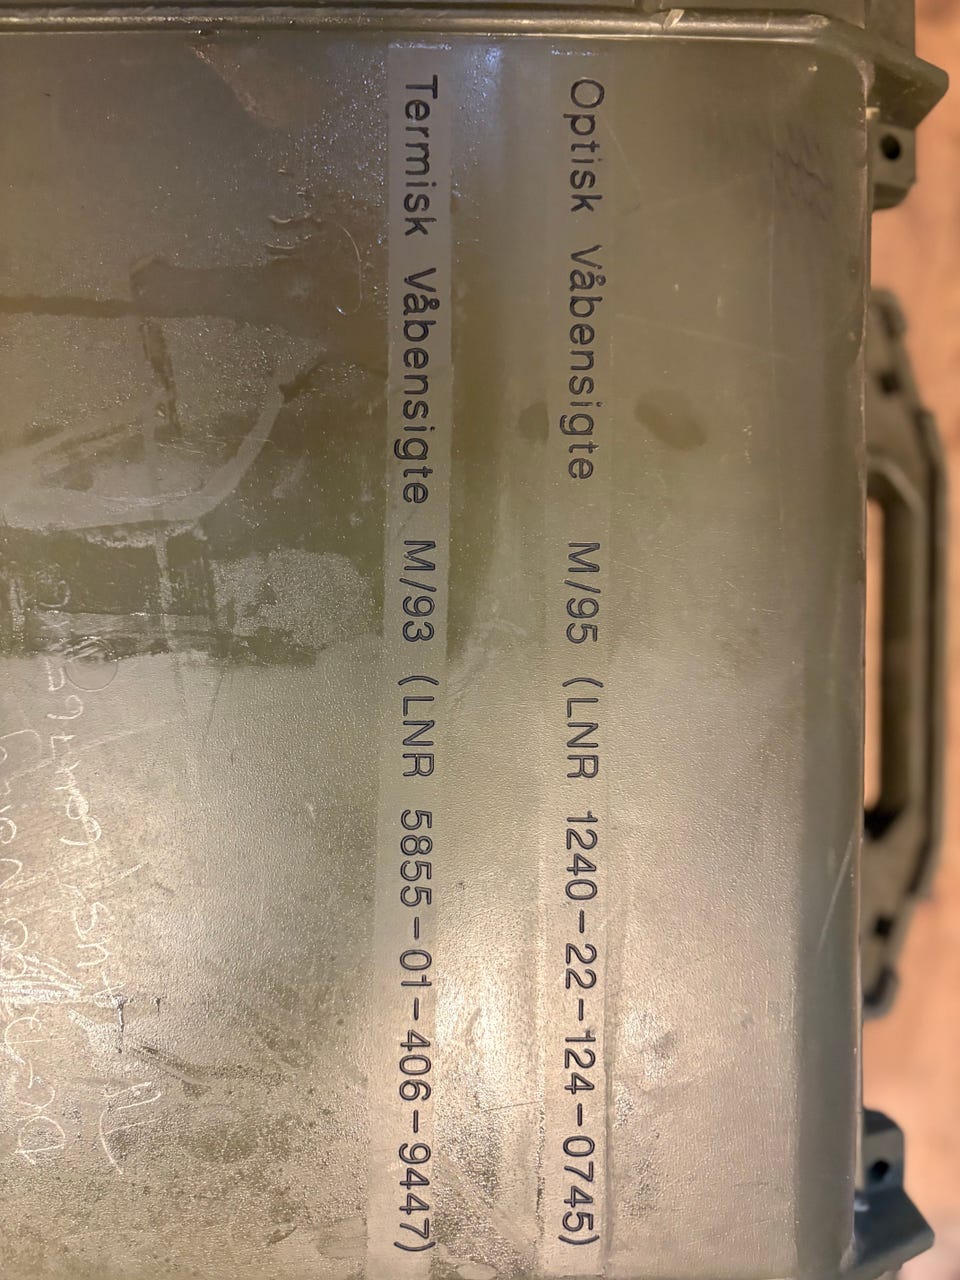 Optisk Våbensigte M/95 (LNR 1240-22-124-0745)
Termisk Våbensigte M/93 (LNR 5855-01-406-9447)